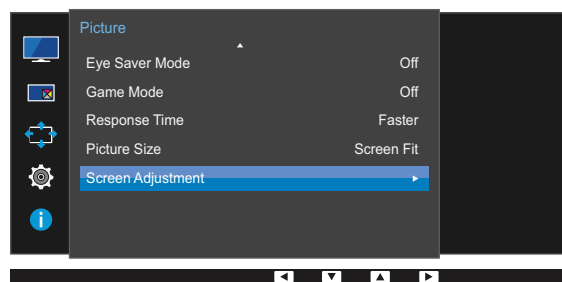 Picture
Eye Saver Mode Off
Game Mode Off
Response Time Faster
Picture Size Screen Fit
Screen Adjustment